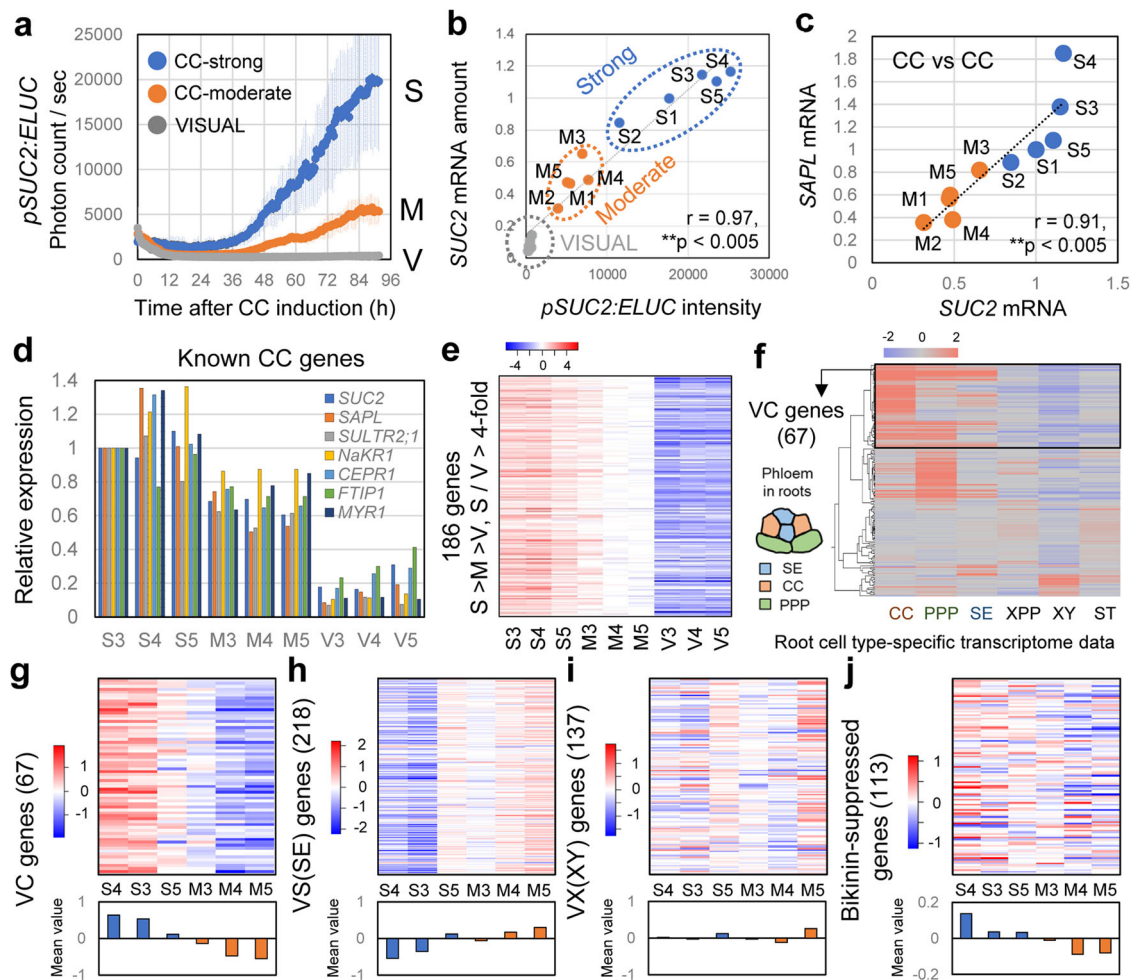 a
25000
20000
15000
10000
5000
0
pSUC2:ELUC
Photon count / sec
CC-strong
CC-moderate
VISUAL
S
M
V
0 12 24 36 48 60 72 84 96
Time after CC induction (h)
b
1.4
1.2
1
0.8
0.6
0.4
0.2
0
SUC2 mRNA amount
Strong
S4
S3
S5
S1
S2
M3
M5
M4
M2
M1
Moderate
VISUAL
r = 0.97,
**p < 0.005
0 10000 20000 30000
pSUC2:ELUC intensity
c
2
1.8
1.6
1.4
1.2
1
0.8
0.6
0.4
0.2
0
SAPL mRNA
CC vs CC
S4
S3
M3
S5
M5
S1
S2
M1
M2
M4
r = 0.91,
**p < 0.005
0 0.5 1 1.5
SUC2 mRNA
d
Known CC genes
1.4
1.2
1
0.8
0.6
0.4
0.2
0
Relative expression
SUC2
SAPL
SULTR2;1
NaKR1
CEPR1
FTIP1
MYR1
S3 S4 S5 M3 M4 M5 V3 V4 V5
e
-4 0 4
186 genes
S >M >V, S / V > 4-fold
S3 S4 S5 M3 M4 M5 V3 V4 V5
f
-2 0 2
VC genes
(67)
Phloem
in roots
SE
CC
PPP
CC PPP SE XPP XY ST
Root cell type-specific transcriptome data
g
VC genes (67)
1
0
-1
S4 S3 S5 M3 M4 M5
Mean value
1
0
-1
h
VS(SE) genes (218)
2
1
0
-1
-2
S4 S3 S5 M3 M4 M5
Mean value
1
0
-1
i
VX(XY) genes (137)
1
0
-1
S4 S3 S5 M3 M4 M5
Mean value
1
0
-1
j
Bikinin-suppressed
genes (113)
1
0
-1
S4 S3 S5 M3 M4 M5
Mean value
0.2
0
-0.2